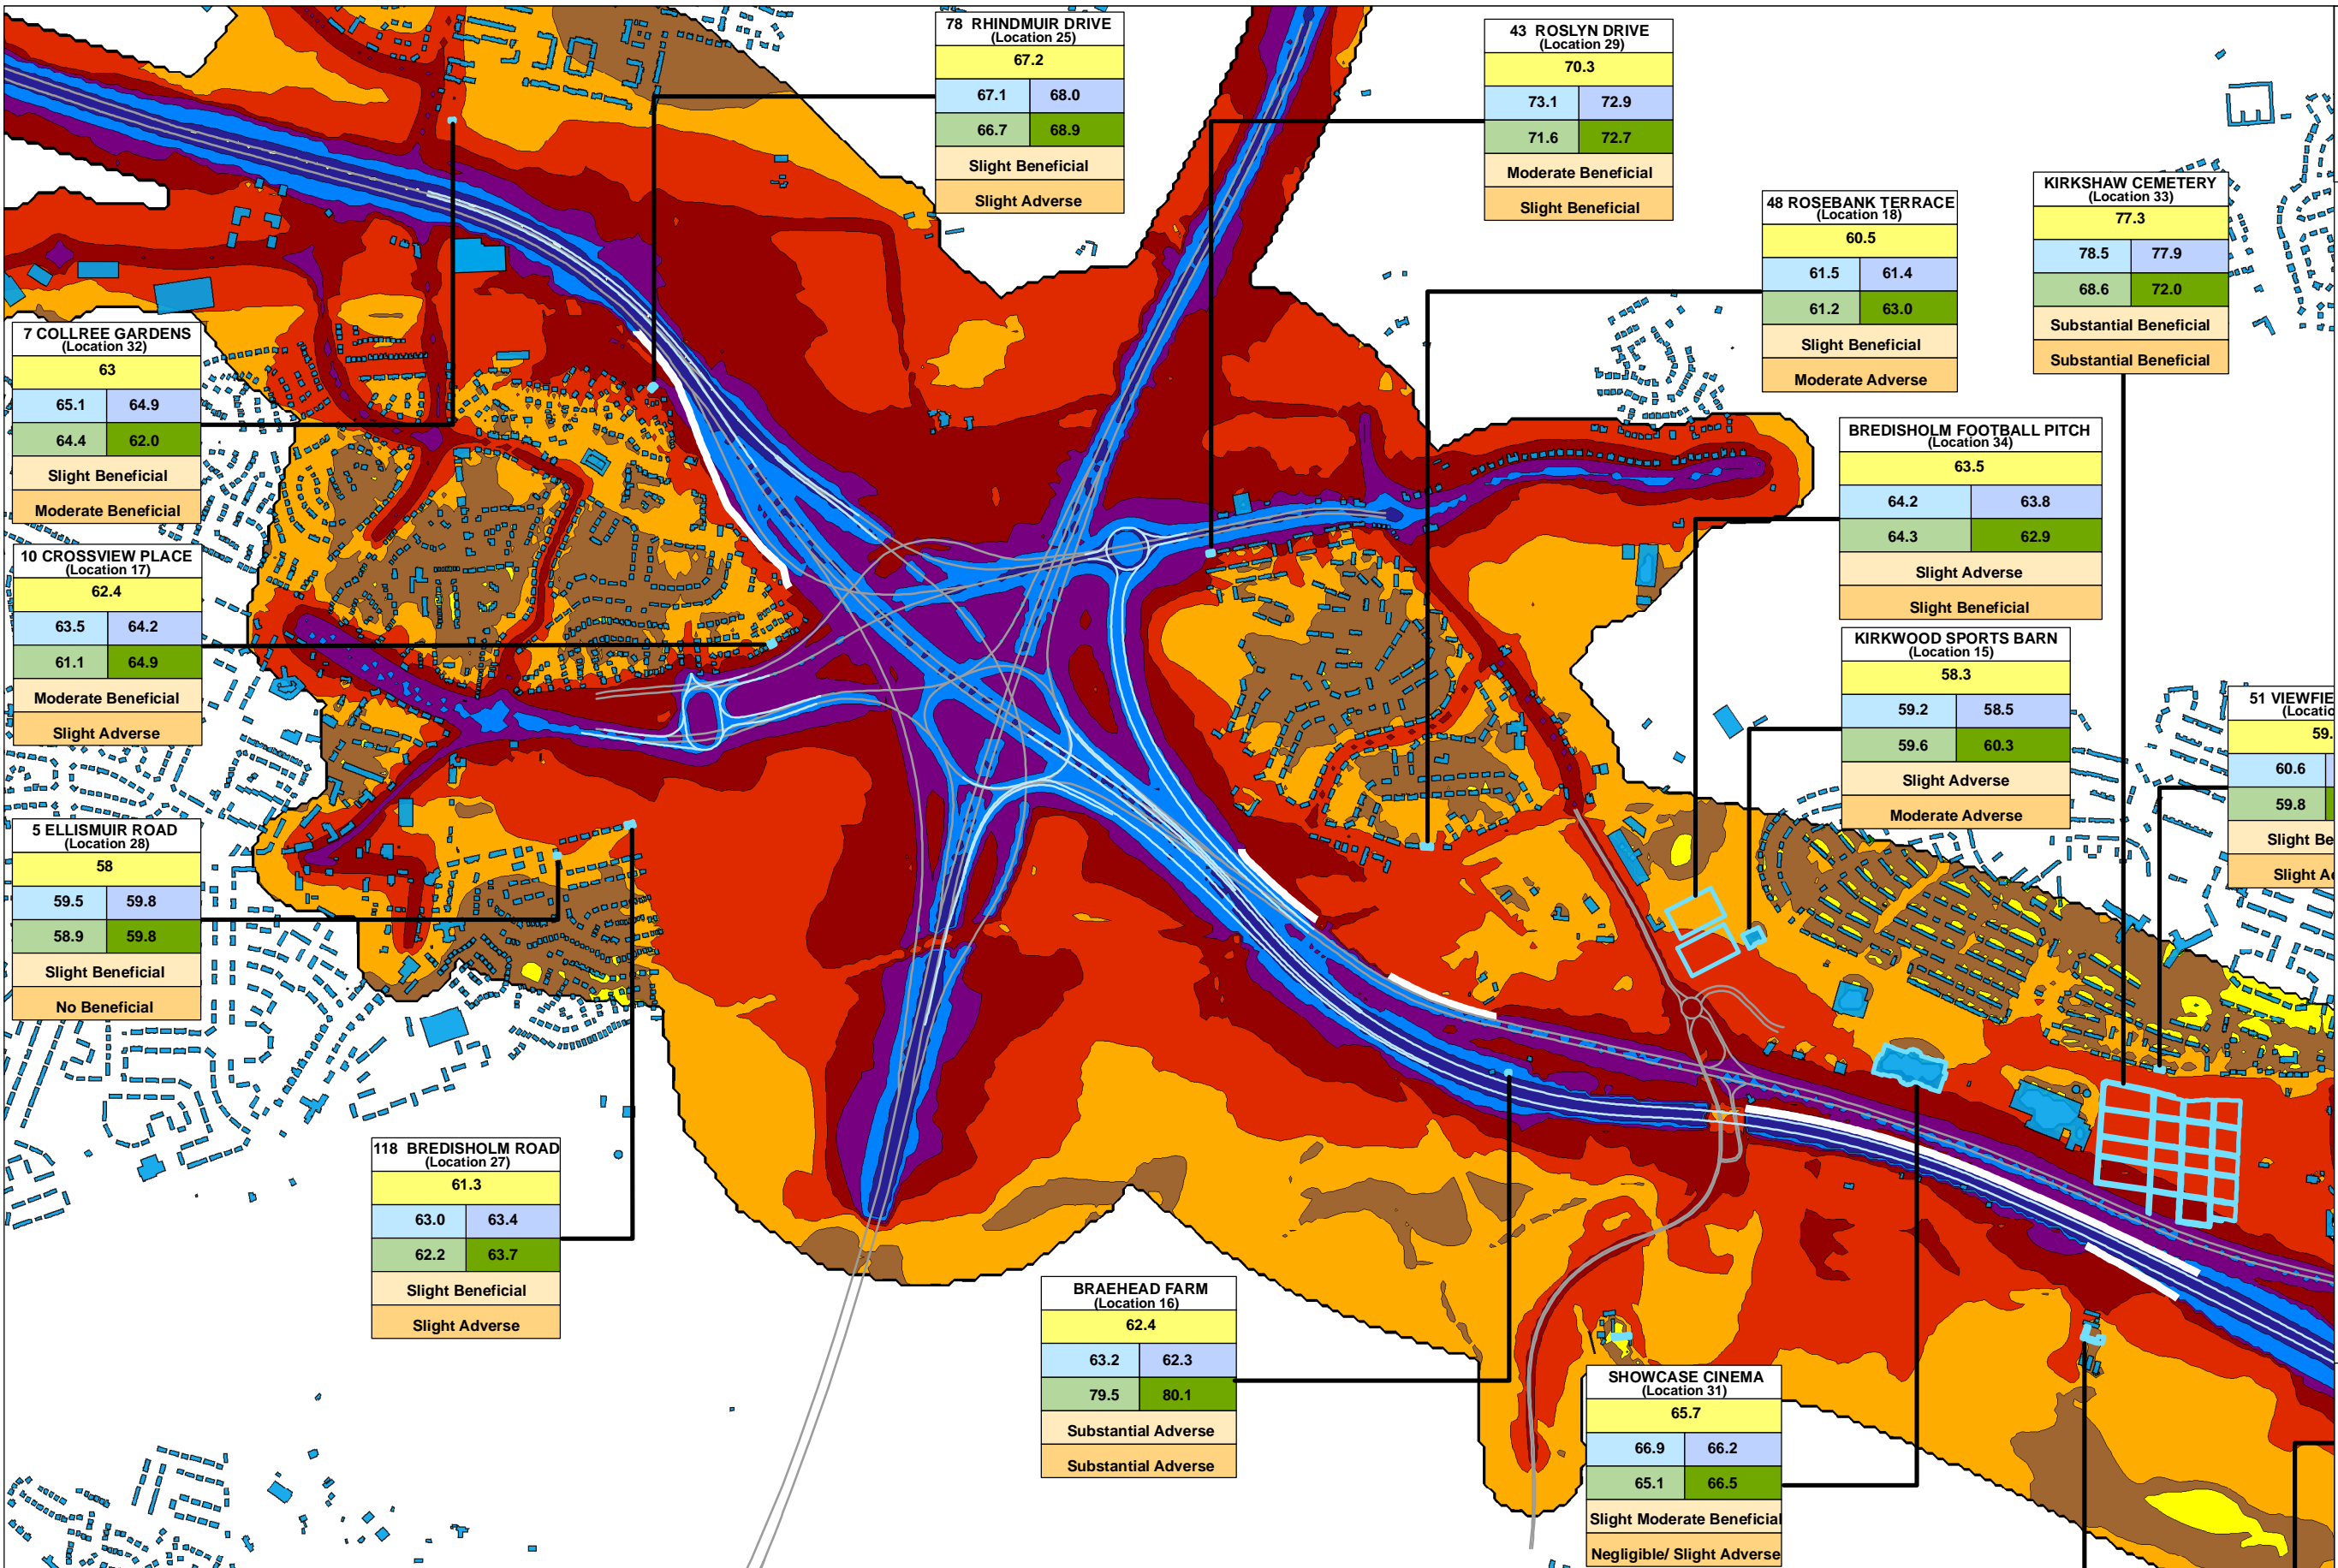 78 RHINDMUIR DRIVE
(Location 25)
67.2
67.1 68.0
66.7 68.9
Slight Beneficial
Slight Adverse
43 ROSLYN DRIVE
(Location 29)
70.3
73.1 72.9
71.6 72.7
Moderate Beneficial
Slight Beneficial
48 ROSEBANK TERRACE
(Location 18)
60.5
61.5 61.4
61.2 63.0
Slight Beneficial
Moderate Adverse
KIRKSHAW CEMETERY
(Location 33)
77.3
78.5 77.9
68.6 72.0
Substantial Beneficial
Substantial Beneficial
7 COLLREE GARDENS
(Location 32)
63
65.1 64.9
64.4 62.0
Slight Beneficial
Moderate Beneficial
BREDISHOLM FOOTBALL PITCH
(Location 34)
63.5
64.2 63.8
64.3 62.9
Slight Adverse
Slight Beneficial
10 CROSSVIEW PLACE
(Location 17)
62.4
63.5 64.2
61.1 64.9
Moderate Beneficial
Slight Adverse
KIRKWOOD SPORTS BARN
(Location 15)
58.3
59.2 58.5
59.6 60.3
Slight Adverse
Moderate Adverse
51 VIEWFIE
(Locatio
59.
60.6
59.8
Slight Be
Slight A
5 ELLISMUIR ROAD
(Location 28)
58
59.5 59.8
58.9 59.8
Slight Beneficial
No Beneficial
118 BREDISHOLM ROAD
(Location 27)
61.3
63.0 63.4
62.2 63.7
Slight Beneficial
Slight Adverse
BRAEHEAD FARM
(Location 16)
62.4
63.2 62.3
79.5 80.1
Substantial Adverse
Substantial Adverse
SHOWCASE CINEMA
(Location 31)
65.7
66.9 66.2
65.1 66.5
Slight Moderate Beneficial
Negligible/ Slight Adverse